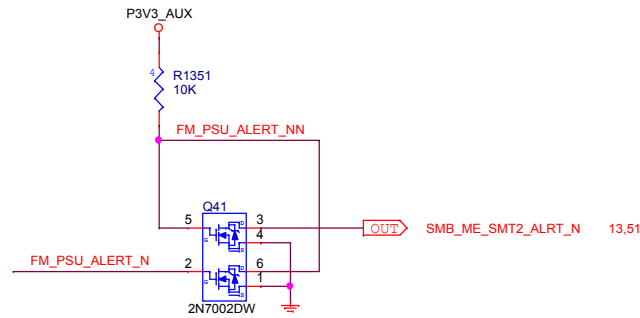 P3V3_AUX
4
R1351
10K
FM_PSU_ALERT_NN
Q41
5
3
D
G
4
S
OUT
SMB_ME_SMT2_ALRT_N 13,51
FM_PSU_ALERT_N
2
6
D
G
1
S
2N7002DW